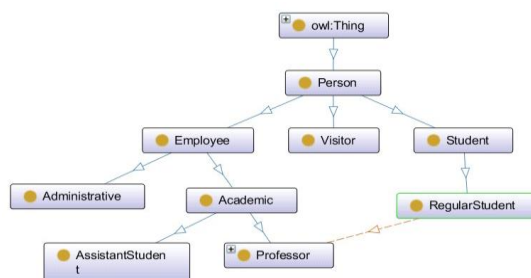 owl:Thing
Person
Employee
Visitor
Student
Administrative
Academic
RegularStudent
AssistantStuden
t
Professor